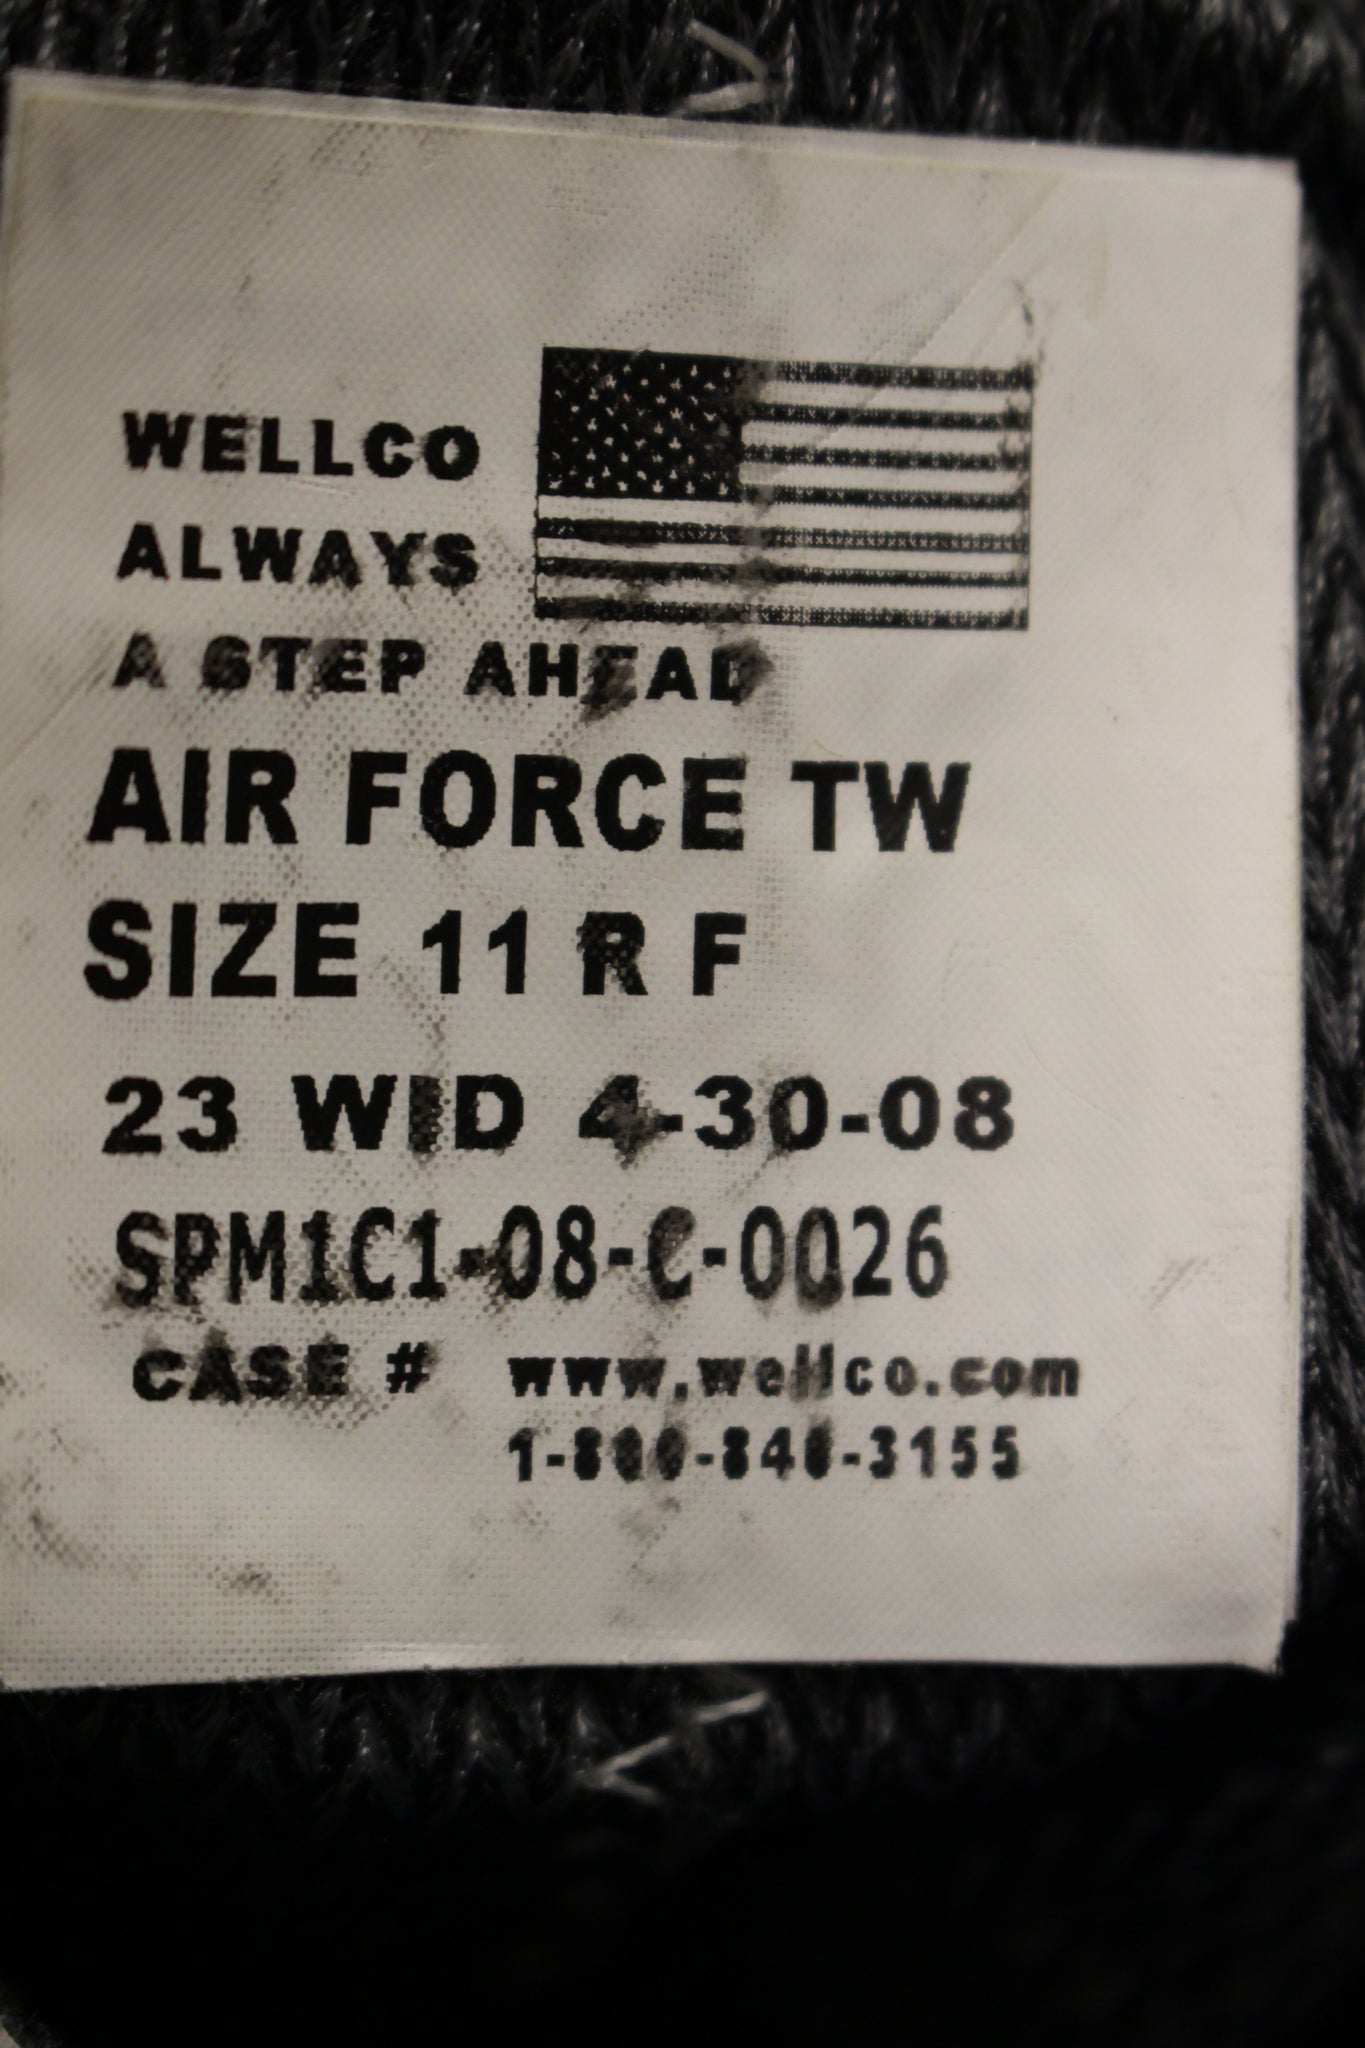 WELLCO
ALWAYS
A STEP AHEAD
AIR FORCE TW
SIZE 11 R F
23 WID 4-30-08
SPM1C1-08-C-0026
CASE # www.wellco.com
1-800-840-3155